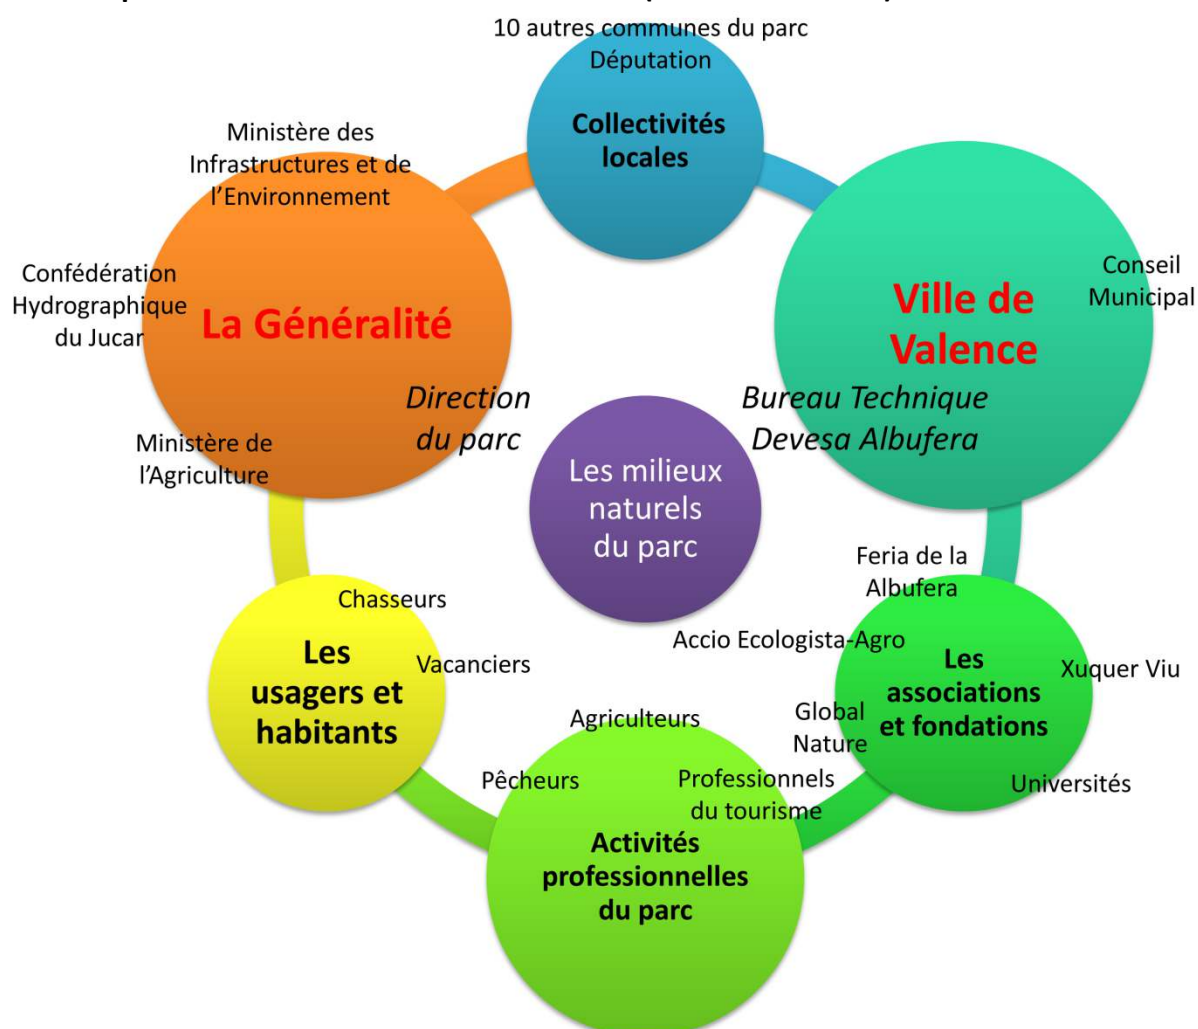 10 autres communes du parc
Députation
Collectivités
locales
Ministère des
Infrastructures et de
l'Environnement
Confédération
Hydrographique
du Jucar
La Généralité
Ministère de
l'Agriculture
Direction
du parc
Ville de
Valence
Conseil
Municipal
Bureau Technique
Devesa Albufera
Les milieux
naturels
du parc
Feria de la
Albufera
Accio Ecologista-Agro
Les
associations
et fondations
Xuquer Viu
Global
Nature
Universités
Chasseurs
Les
usagers et
habitants
Vacanciers
Agriculteurs
Pêcheurs
Professionnels
du tourisme
Activités
professionnelles
du parc